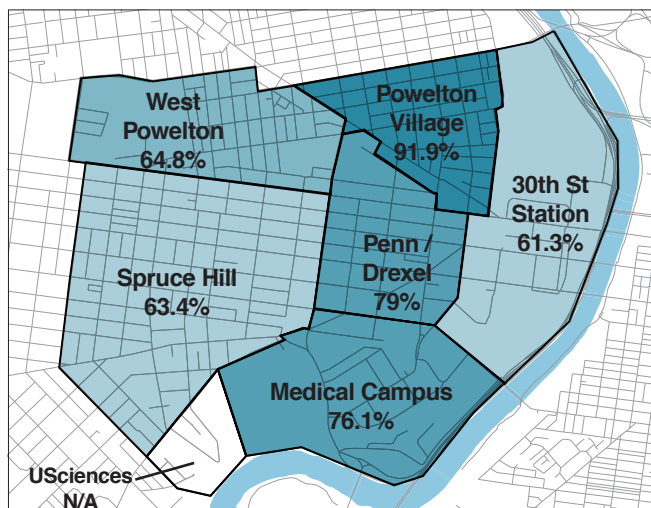 West
Powelton
64.8%
Powelton
Village
91.9%
30th St
Station
61.3%
Penn /
Drexel
79%
Spruce Hill
63.4%
Medical Campus
76.1%
USciences
N/A